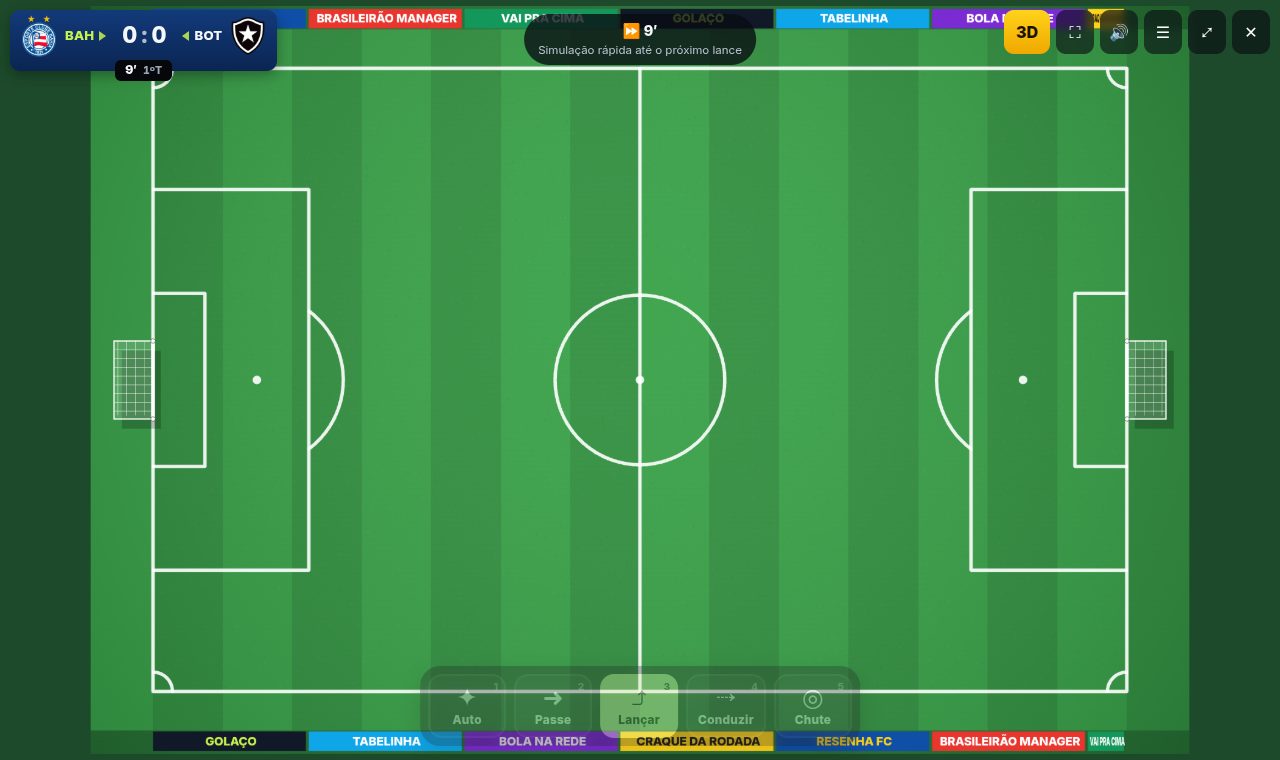 BRASILEIRÃO MANAGER
VAI PRA CIMA
GOLAÇO
TABELINHA
BAH
0:0
BOT
9′ 1ºT
⏩ 9′
Simulação rápida até o próximo lance
3D
1
Auto
2
Passe
3
Lançar
4
Conduzir
5
Chute
GOLAÇO
TABELINHA
BOLA NA REDE
CRAQUE DA RODADA
RESENHA FC
BRASILEIRÃO MANAGER
VAI PRA CIMA